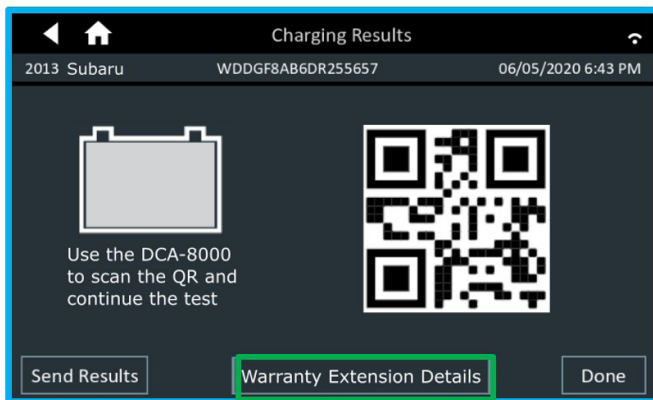 Charging Results
2013 Subaru WDDGF8AB6DR255657 06/05/2020 6:43 PM
Use the DCA-8000
to scan the QR and
continue the test
Send Results Warranty Extension Details Done